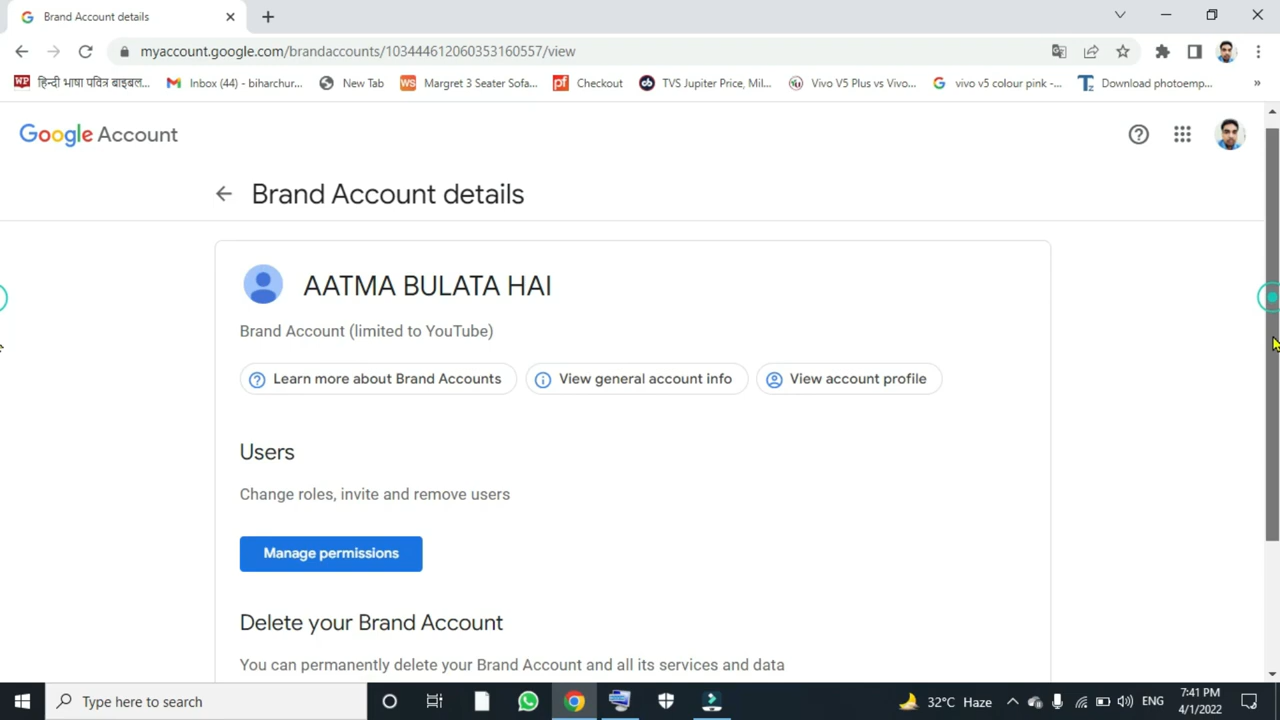 Brand Account details
myaccount.google.com/brandaccounts/103444612060353160557/view
हिन्दी भाषा पवित्र बाइबल... Inbox (44) - biharchur... New Tab WS Margret 3 Seater Sofa... pf Checkout TVS Jupiter Price, Mil... Vivo V5 Plus vs Vivo... vivo v5 colour pink -... Download photoemp... »
Google Account
Brand Account details
AATMA BULATA HAI
Brand Account (limited to YouTube)
Learn more about Brand Accounts View general account info View account profile
Users
Change roles, invite and remove users
Manage permissions
Delete your Brand Account
You can permanently delete your Brand Account and all its services and data
Type here to search 32°C Haze ENG 7:41 PM
4/1/2022